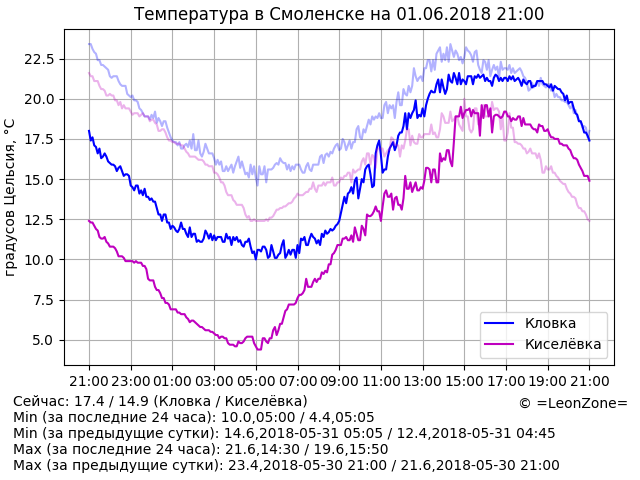 Температура в Смоленске на 01.06.2018 21:00
градусов Цельсия, °C
22.5
20.0
17.5
15.0
12.5
10.0
7.5
5.0
Кловка
Киселёвка
21:00 23:00 01:00 03:00 05:00 07:00 09:00 11:00 13:00 15:00 17:00 19:00 21:00
Сейчас: 17.4 / 14.9 (Кловка / Киселёвка)
© =LeonZone=
Min (за последние 24 часа): 10.0,05:00 / 4.4,05:05
Min (за предыдущие сутки): 14.6,2018-05-31 05:05 / 12.4,2018-05-31 04:45
Max (за последние 24 часа): 21.6,14:30 / 19.6,15:50
Max (за предыдущие сутки): 23.4,2018-05-30 21:00 / 21.6,2018-05-30 21:00